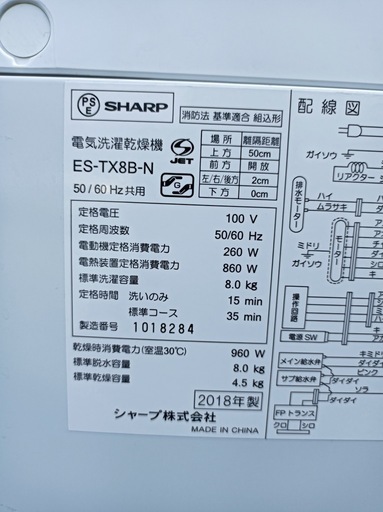 PSE
SHARP
消防法 基準適合 組込形
電気洗濯乾燥機
JET
ES-TX8B-N
50/60Hz共用
場所 離隔距離
上方 50cm
前方 開放
左/右/後方 2cm
下方 0cm
定格電圧 100 V
定格周波数 50/60 Hz
電動機定格消費電力 260 W
電熱装置定格消費電力 860 W
標準洗濯容量 8.0 kg
定格時間 洗いのみ 15 min
標準コース 35 min
製造番号 1018284
乾燥時消費電力(室温30℃) 960 W
標準脱水容量 8.0 kg
標準乾燥容量 4.5 kg
2018年製
シャープ株式会社
MADE IN CHINA
配線図
ガイソウ
リアクター
排水モーター
ハイ
ムラサキ
ミドリ
ガイソウ
モーター
操作回路
電源SW
メイン給水弁
キミドリ
ダイダイ
ピンク
サブ給水弁
ダイダイ
ソラ
FPトランス
ダイダイ
クロ シロ